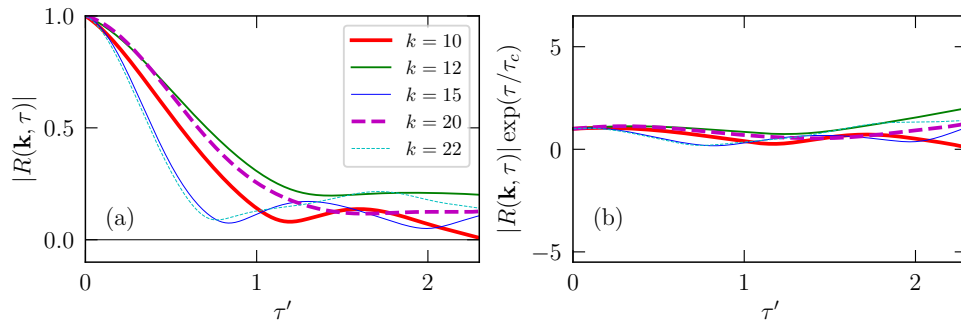 |R(k, τ)|
1.0
0.5
0.0
k = 10
k = 12
k = 15
k = 20
k = 22
(a)
0 1 2
τ′
|R(k, τ)| exp(τ/τc)
5
0
−5
(b)
0 1 2
τ′